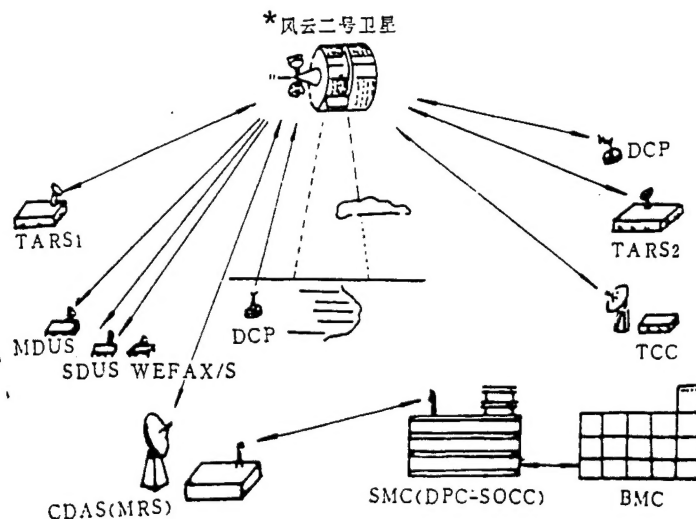 *风云二号卫星
DCP
TARS1
TARS2
DCP
MDUS
TCC
SDUS WEFAX/S
CDAS(MRS)
SMC(DPC-SOCC)
BMC